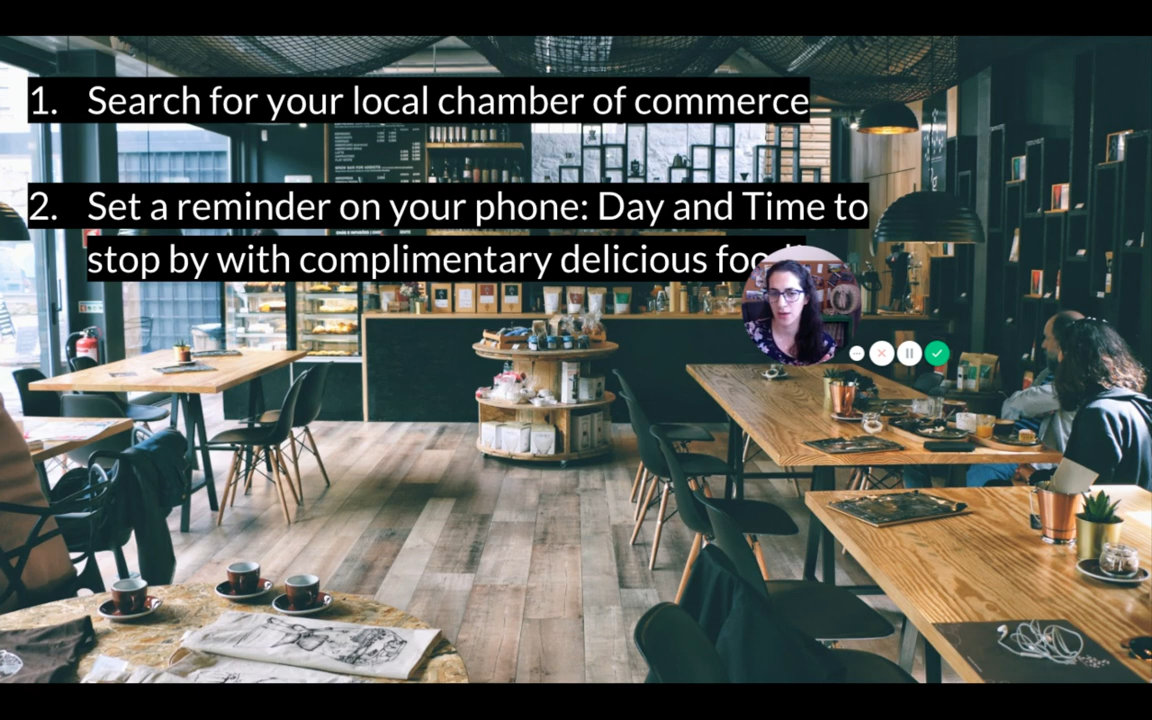 1. Search for your local chamber of commerce
2. Set a reminder on your phone: Day and Time to
stop by with complimentary delicious